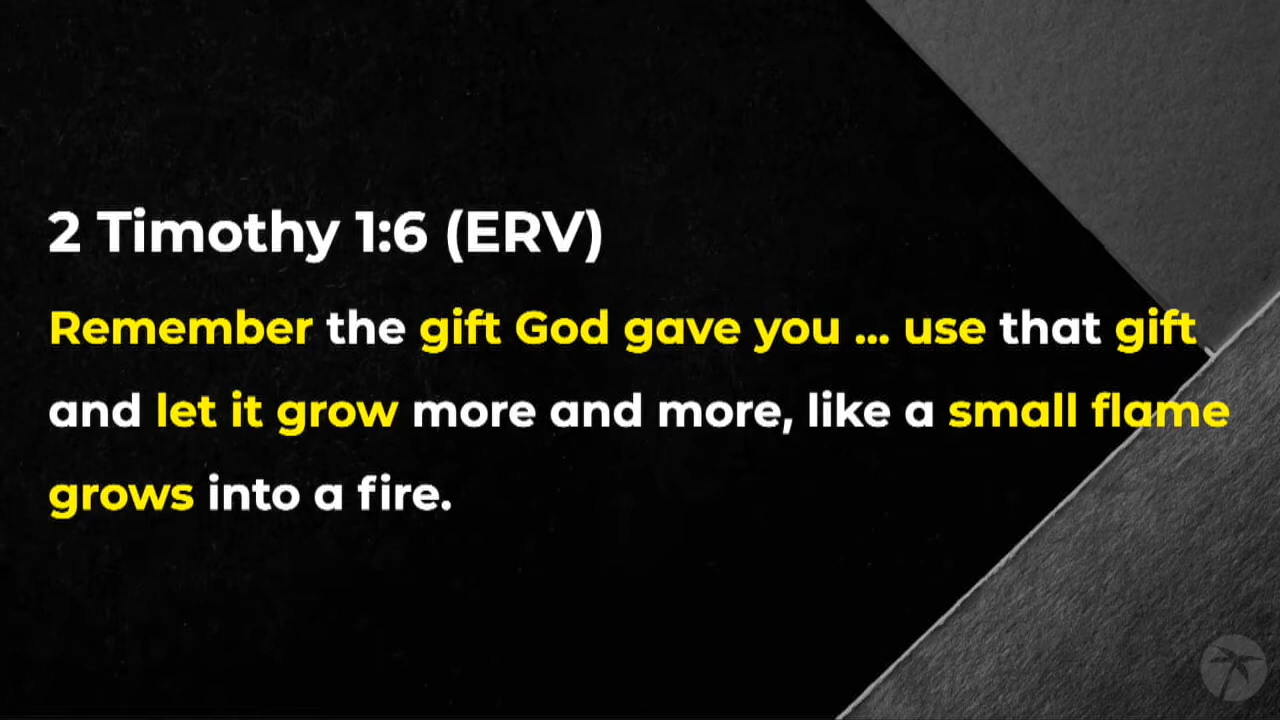 2 Timothy 1:6 (ERV)
Remember the gift God gave you ... use that gift
and let it grow more and more, like a small flame
grows into a fire.